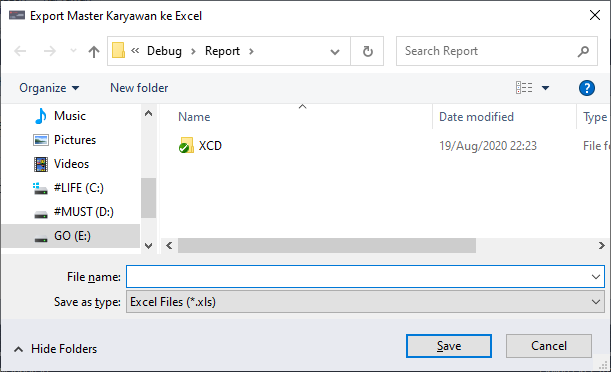 Export Master Karyawan ke Excel
« Debug › Report ›
Search Report
Organize
New folder
Music
Pictures
Videos
#LIFE (C:)
#MUST (D:)
GO (E:)
Name
Date modified
Type
XCD
19/Aug/2020 22:23
File fo
File name:
Save as type:
Excel Files (*.xls)
Hide Folders
Save
Cancel